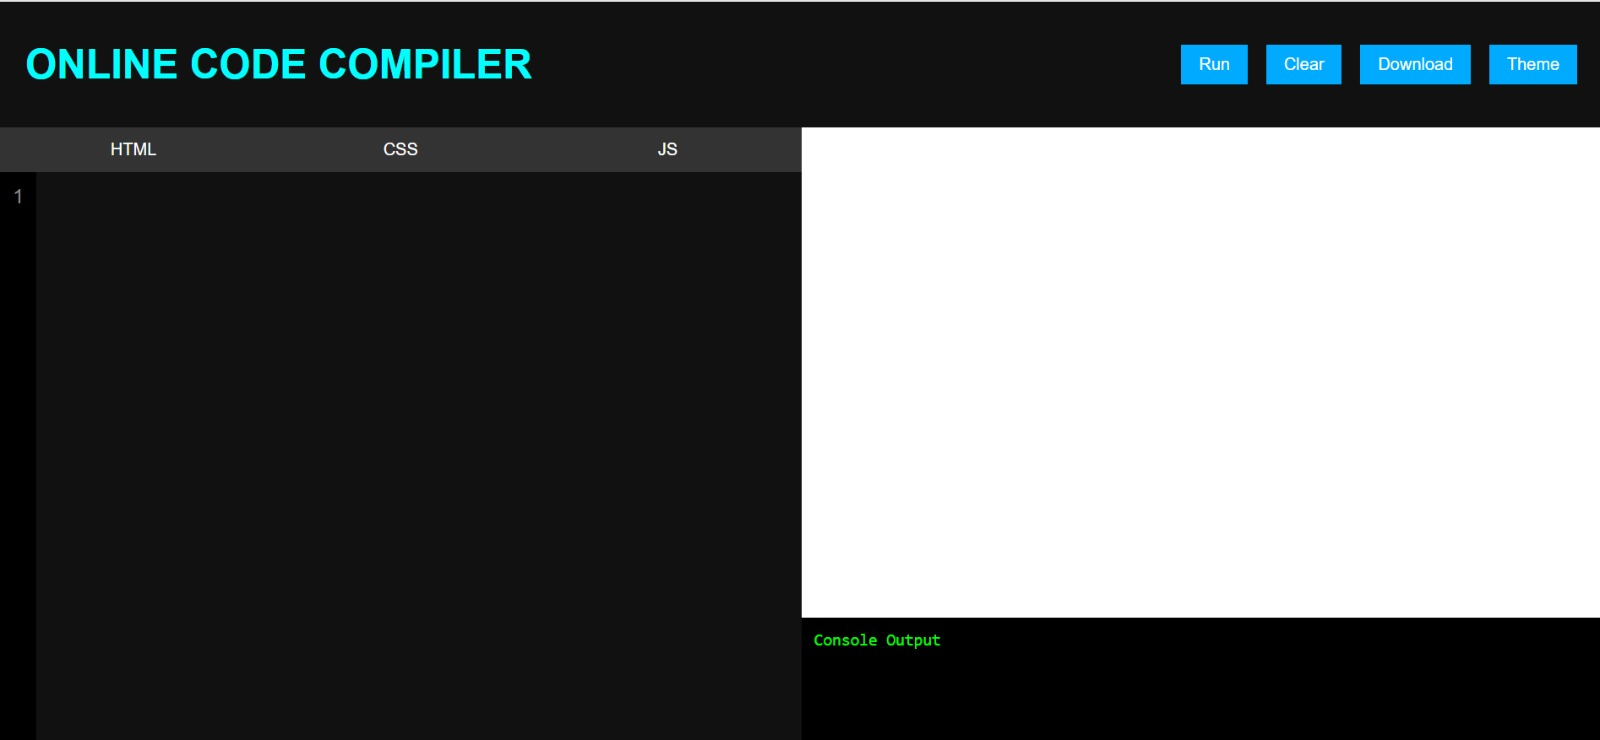 ONLINE CODE COMPILER
Run Clear Download Theme
HTML CSS JS
1
Console Output